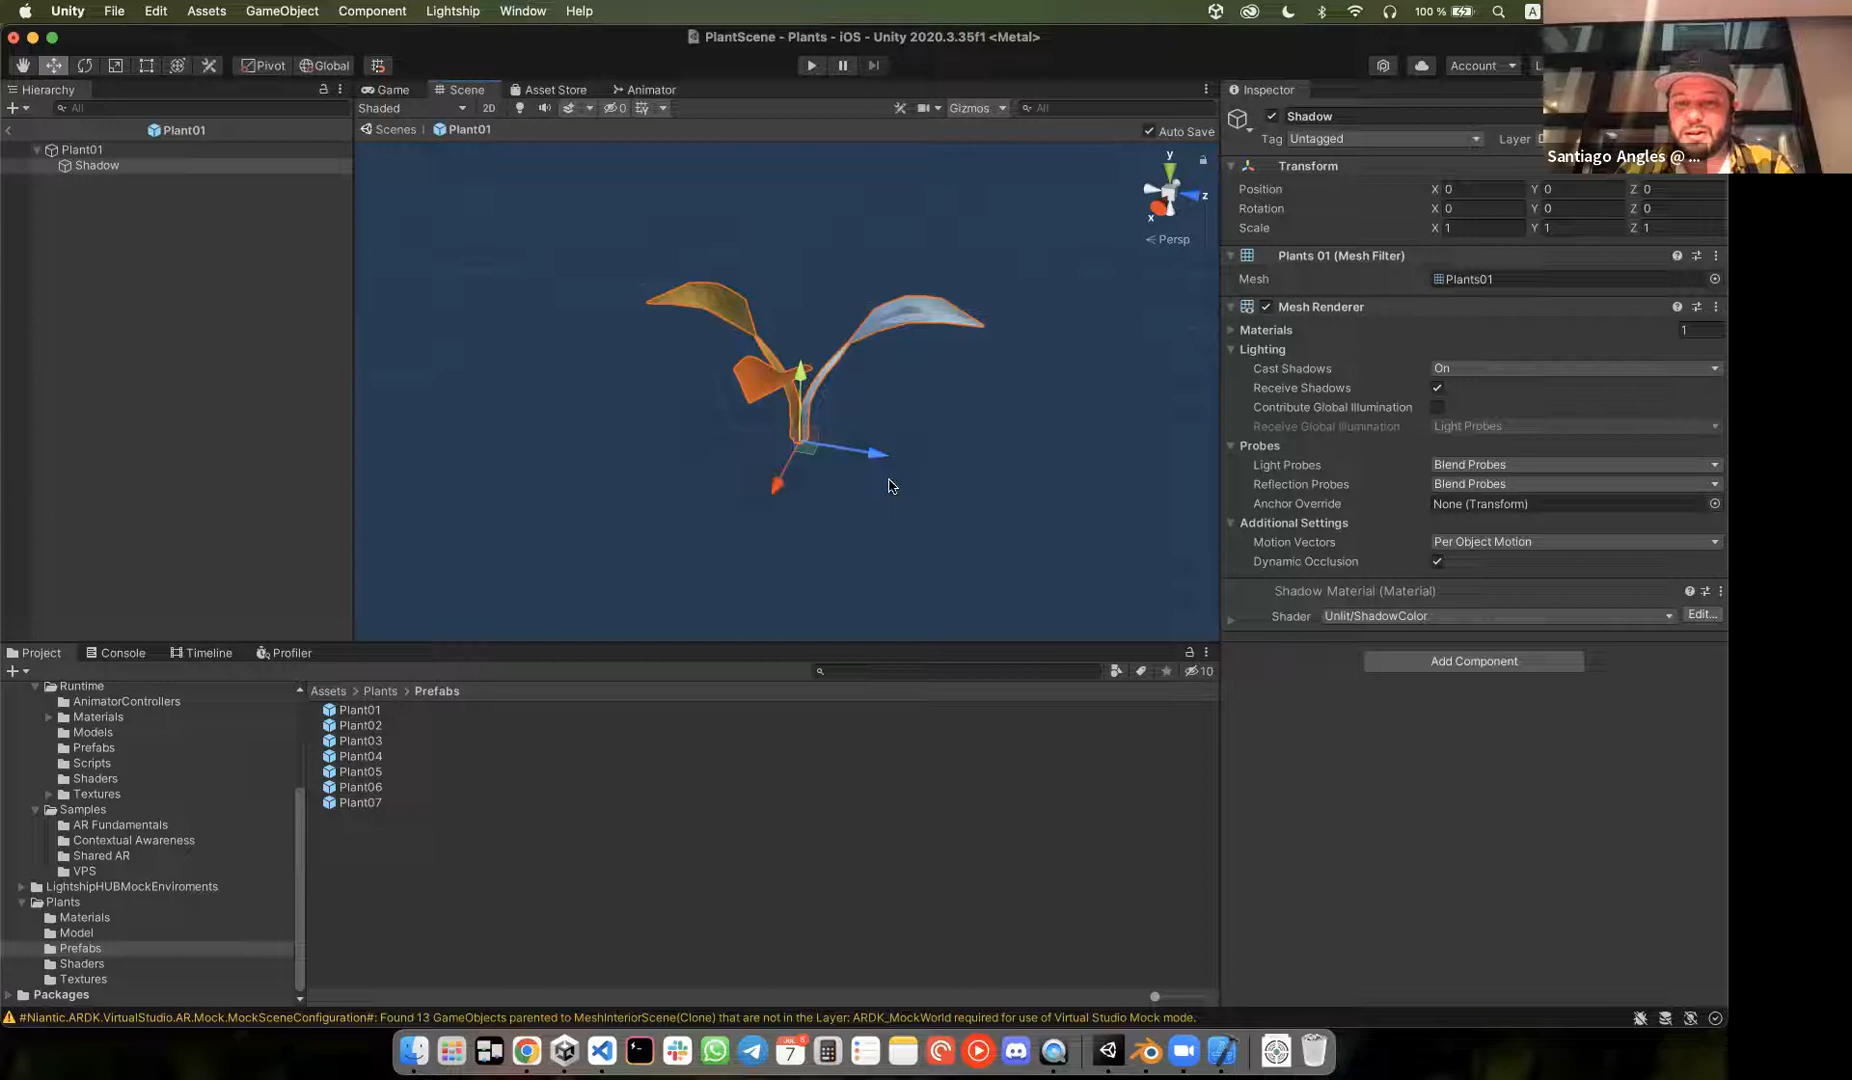 Unity File Edit Assets GameObject Component Lightship Window Help 100 % A
PlantScene - Plants - iOS - Unity 2020.3.35f1 <Metal>
Pivot Global Account L
Hierarchy
All
Plant01
Plant01
Shadow
Game Scene Asset Store Animator
Shaded 2D 0 Gizmos All
Scenes Plant01 Auto Save
y
z
x
Persp
Inspector
Shadow
Tag Untagged Layer D
Santiago Angles @ ...
Transform
Position X 0 Y 0 Z 0
Rotation X 0 Y 0 Z 0
Scale X 1 Y 1 Z 1
Plants 01 (Mesh Filter)
Mesh Plants01
Mesh Renderer
Materials 1
Lighting
Cast Shadows On
Receive Shadows
Contribute Global Illumination
Receive Global Illumination Light Probes
Probes
Light Probes Blend Probes
Reflection Probes Blend Probes
Anchor Override None (Transform)
Additional Settings
Motion Vectors Per Object Motion
Dynamic Occlusion
Shadow Material (Material)
Shader Unlit/ShadowColor Edit...
Add Component
Project Console Timeline Profiler
10
Runtime
AnimatorControllers
Materials
Models
Prefabs
Scripts
Shaders
Textures
Samples
AR Fundamentals
Contextual Awareness
Shared AR
VPS
LightshipHUBMockEnviroments
Plants
Materials
Model
Prefabs
Shaders
Textures
Packages
Assets > Plants > Prefabs
Plant01
Plant02
Plant03
Plant04
Plant05
Plant06
Plant07
#Niantic.ARDK.VirtualStudio.AR.Mock.MockSceneConfiguration#: Found 13 GameObjects parented to MeshInteriorScene(Clone) that are not in the Layer: ARDK_MockWorld required for use of Virtual Studio Mock mode.
JUL
7